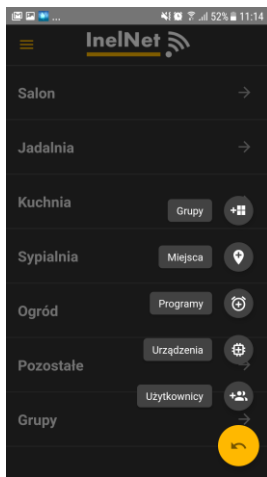 ... 52% 11:14
InelNet
Salon
Jadalnia
Kuchnia
Grupy
Sypialnia
Miejsca
Ogród
Programy
Urządzenia
Pozostałe
Użytkownicy
Grupy